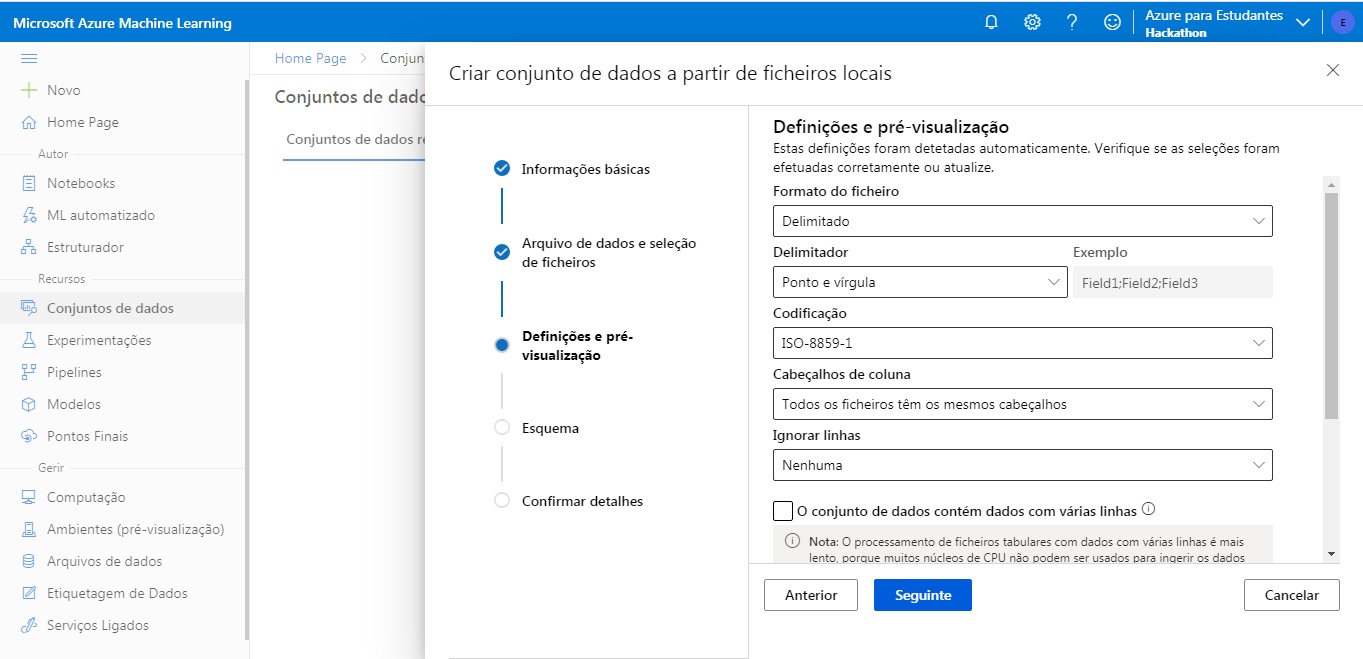 Microsoft Azure Machine Learning
Azure para Estudantes
Hackathon
E
Novo
Home Page
Autor
Notebooks
ML automatizado
Estruturador
Recursos
Conjuntos de dados
Experimentações
Pipelines
Modelos
Pontos Finais
Gerir
Computação
Ambientes (pré-visualização)
Arquivos de dados
Etiquetagem de Dados
Serviços Ligados
Home Page > Conjun
Conjuntos de dado
Conjuntos de dados re
Criar conjunto de dados a partir de ficheiros locais
Informações básicas
Arquivo de dados e seleção
de ficheiros
Definições e pré-
visualização
Esquema
Confirmar detalhes
Definições e pré-visualização
Estas definições foram detetadas automaticamente. Verifique se as seleções foram
efetuadas corretamente ou atualize.
Formato do ficheiro
Delimitado
Delimitador Exemplo
Ponto e vírgula Field1;Field2;Field3
Codificação
ISO-8859-1
Cabeçalhos de coluna
Todos os ficheiros têm os mesmos cabeçalhos
Ignorar linhas
Nenhuma
O conjunto de dados contém dados com várias linhas
Nota: O processamento de ficheiros tabulares com dados com várias linhas é mais
lento, porque muitos núcleos de CPU não podem ser usados para ingerir os dados
Anterior Seguinte Cancelar